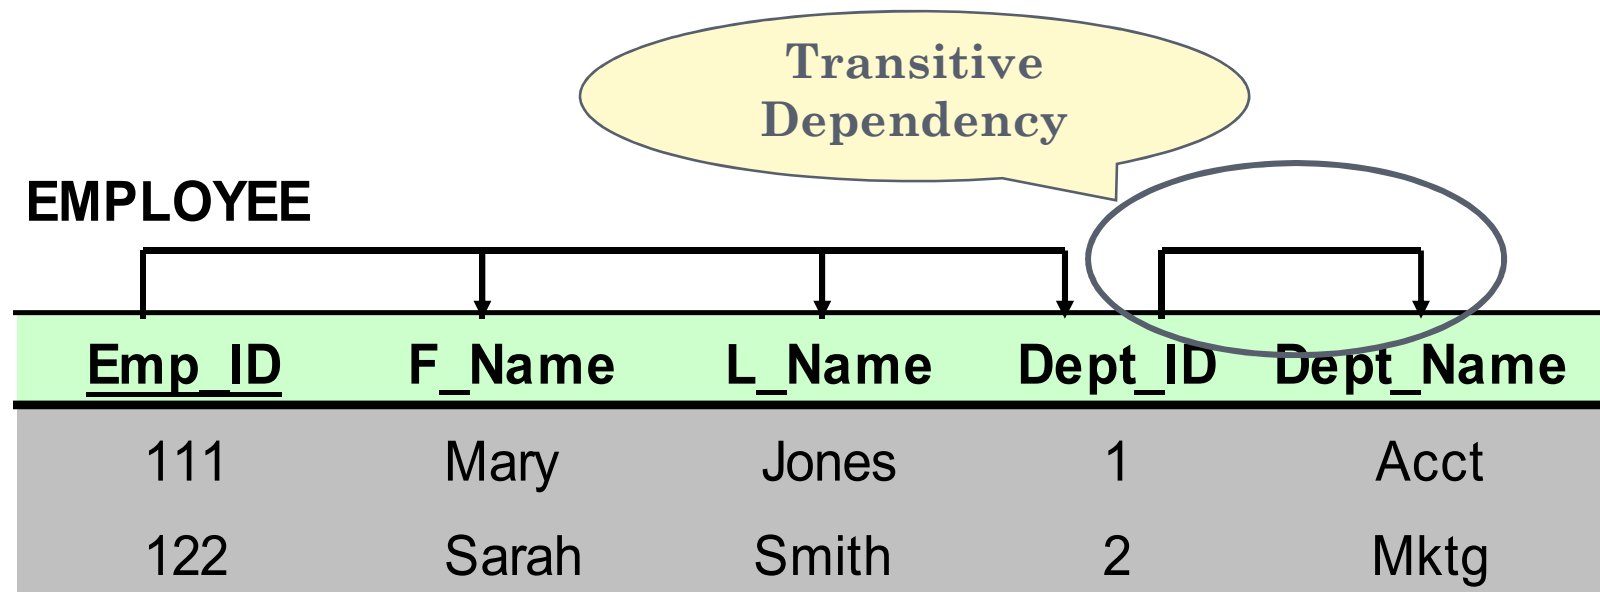 Transitive
Dependency
EMPLOYEE
Emp_ID F_Name L_Name Dept_ID Dept_Name
111 Mary Jones 1 Acct
122 Sarah Smith 2 Mktg